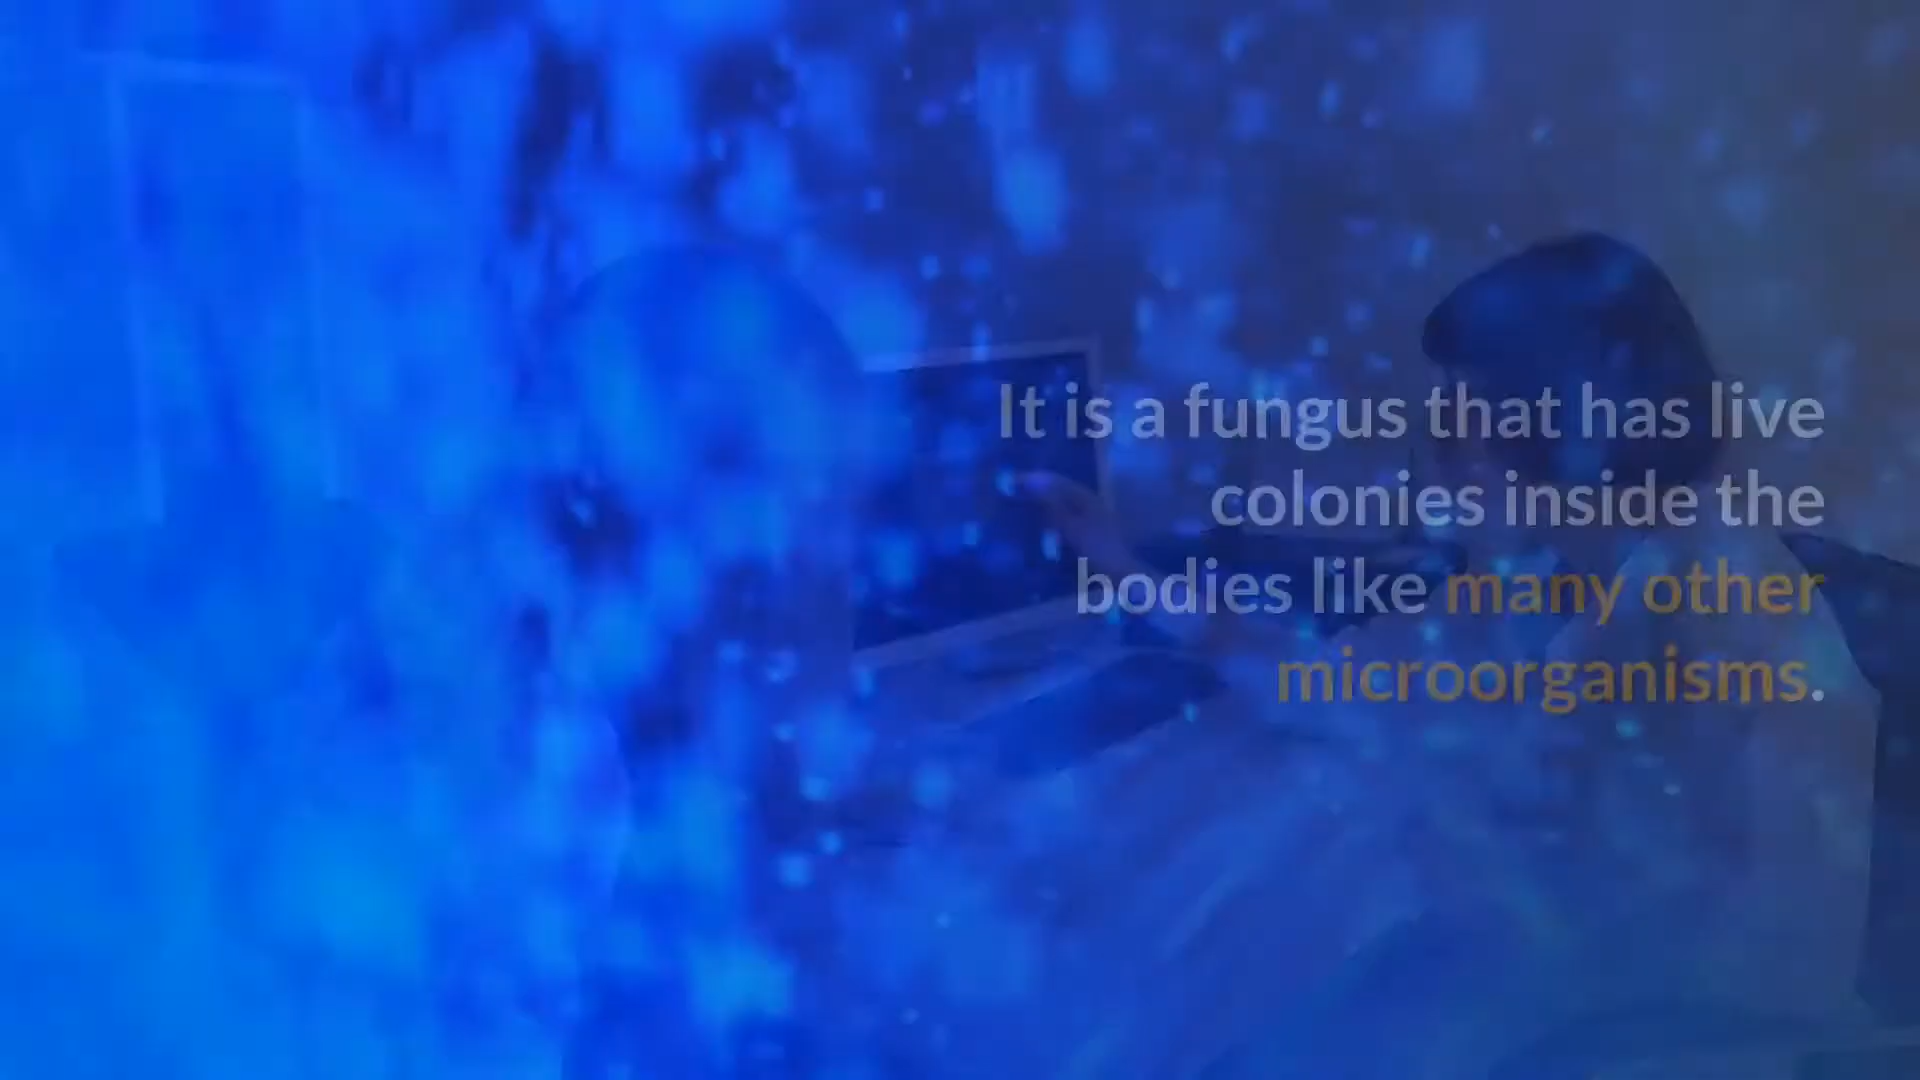 It is a fungus that has live
colonies inside the
bodies like many other
microorganisms.